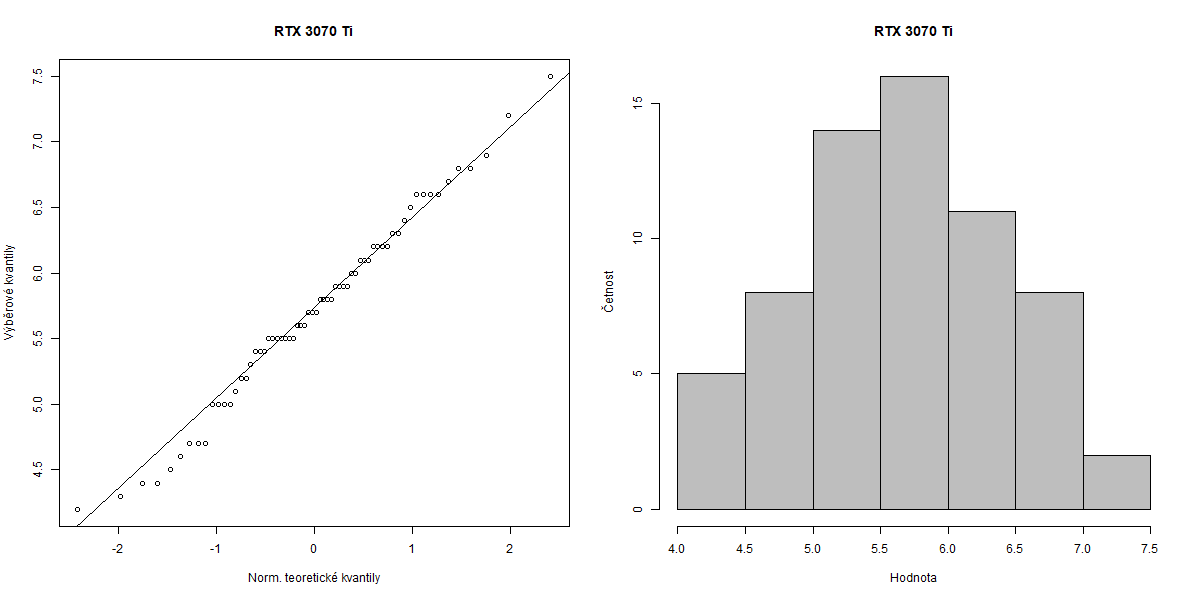 RTX 3070 Ti
Výběrové kvantily
7.5
7.0
6.5
6.0
5.5
5.0
4.5
-2 -1 0 1 2
Norm. teoretické kvantily
RTX 3070 Ti
Četnost
15
10
5
0
4.0 4.5 5.0 5.5 6.0 6.5 7.0 7.5
Hodnota